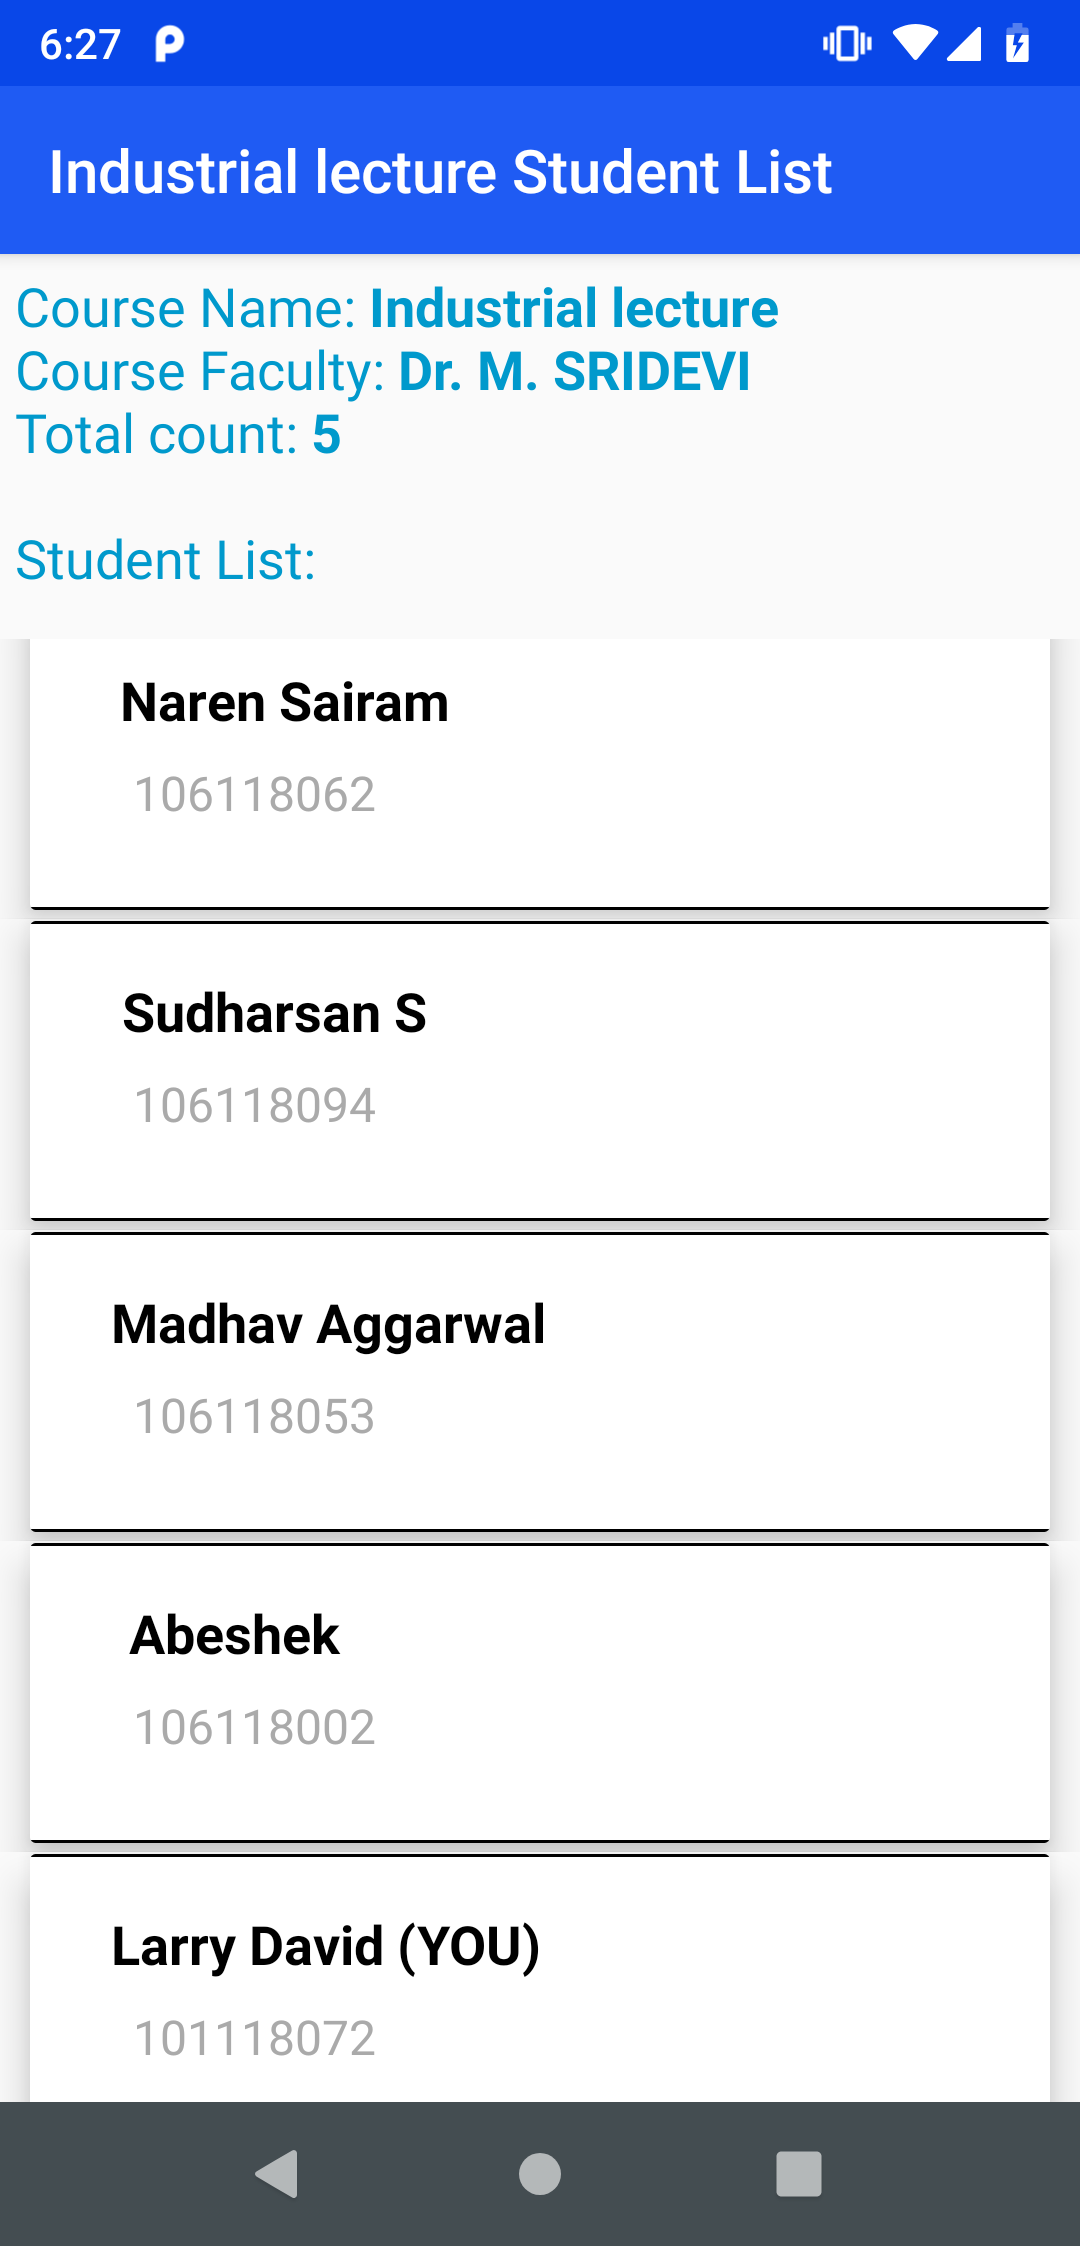 6:27
Industrial lecture Student List
Course Name: Industrial lecture
Course Faculty: Dr. M. SRIDEVI
Total count: 5
Student List:
Naren Sairam
106118062
Sudharsan S
106118094
Madhav Aggarwal
106118053
Abeshek
106118002
Larry David (YOU)
101118072